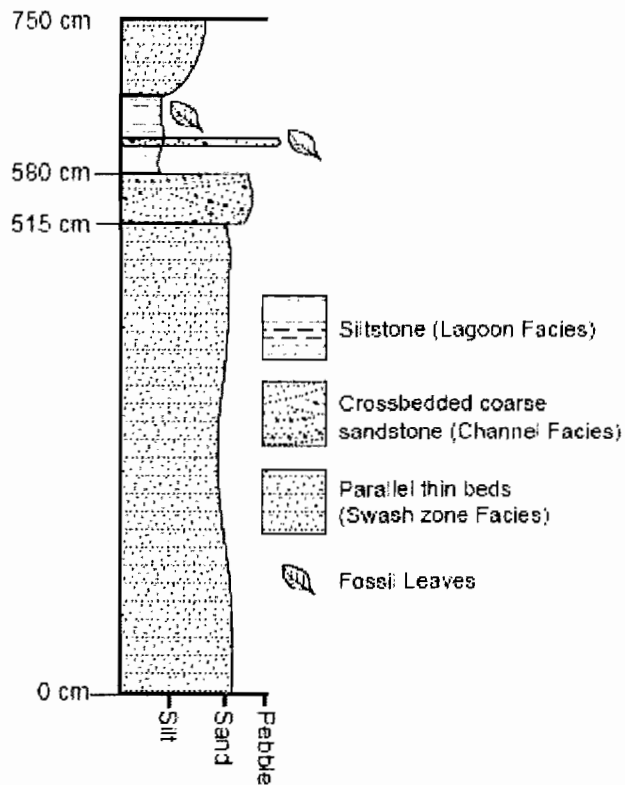 750 cm
580 cm
515 cm
0 cm
Siltstone (Lagoon Facies)
Crossbedded coarse
sandstone (Channel Facies)
Parallel thin beds
(Swash zone Facies)
Fossil Leaves
Silt
Sand
Pebble